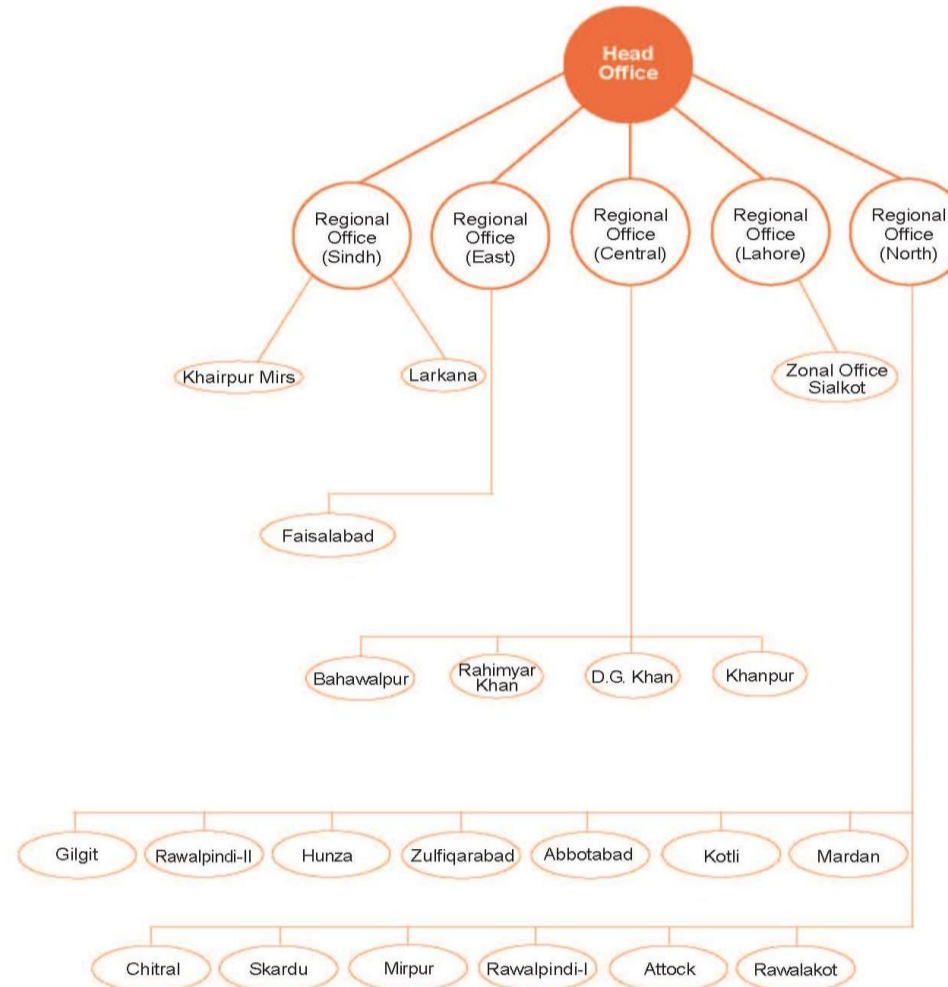 Head
Office
Regional
Office
(Sindh)
Regional
Office
(East)
Regional
Office
(Central)
Regional
Office
(Lahore)
Regional
Office
(North)
Khairpur Mirs
Larkana
Zonal Office
Sialkot
Faisalabad
Bahawalpur
Rahimyar
Khan
D.G. Khan
Khanpur
Gilgit
Rawalpindi-II
Hunza
Zulfiqarabad
Abbotabad
Kotli
Mardan
Chitral
Skardu
Mirpur
Rawalpindi-I
Attock
Rawalakot